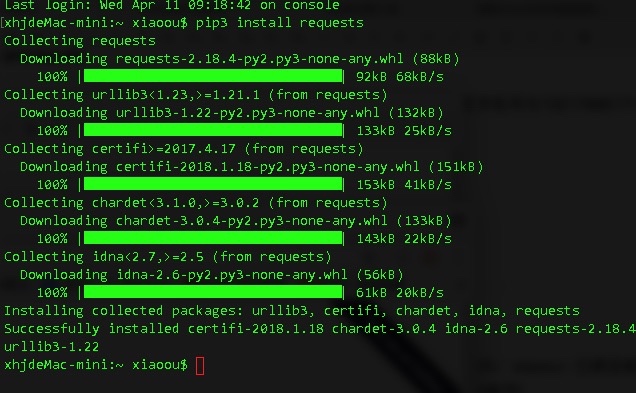 Last login: Wed Apr 11 09:18:42 on console
[xhjdeMac-mini:~ xiaoou$ pip3 install requests
Collecting requests
Downloading requests-2.18.4-py2.py3-none-any.whl (88kB)
100% |████████████████████████████████| 92kB 68kB/s
Collecting urllib3<1.23,>=1.21.1 (from requests)
Downloading urllib3-1.22-py2.py3-none-any.whl (132kB)
100% |████████████████████████████████| 133kB 25kB/s
Collecting certifi>=2017.4.17 (from requests)
Downloading certifi-2018.1.18-py2.py3-none-any.whl (151kB)
100% |████████████████████████████████| 153kB 41kB/s
Collecting chardet<3.1.0,>=3.0.2 (from requests)
Downloading chardet-3.0.4-py2.py3-none-any.whl (133kB)
100% |████████████████████████████████| 143kB 22kB/s
Collecting idna<2.7,>=2.5 (from requests)
Downloading idna-2.6-py2.py3-none-any.whl (56kB)
100% |████████████████████████████████| 61kB 20kB/s
Installing collected packages: urllib3, certifi, chardet, idna, requests
Successfully installed certifi-2018.1.18 chardet-3.0.4 idna-2.6 requests-2.18.4
urllib3-1.22
xhjdeMac-mini:~ xiaoou$